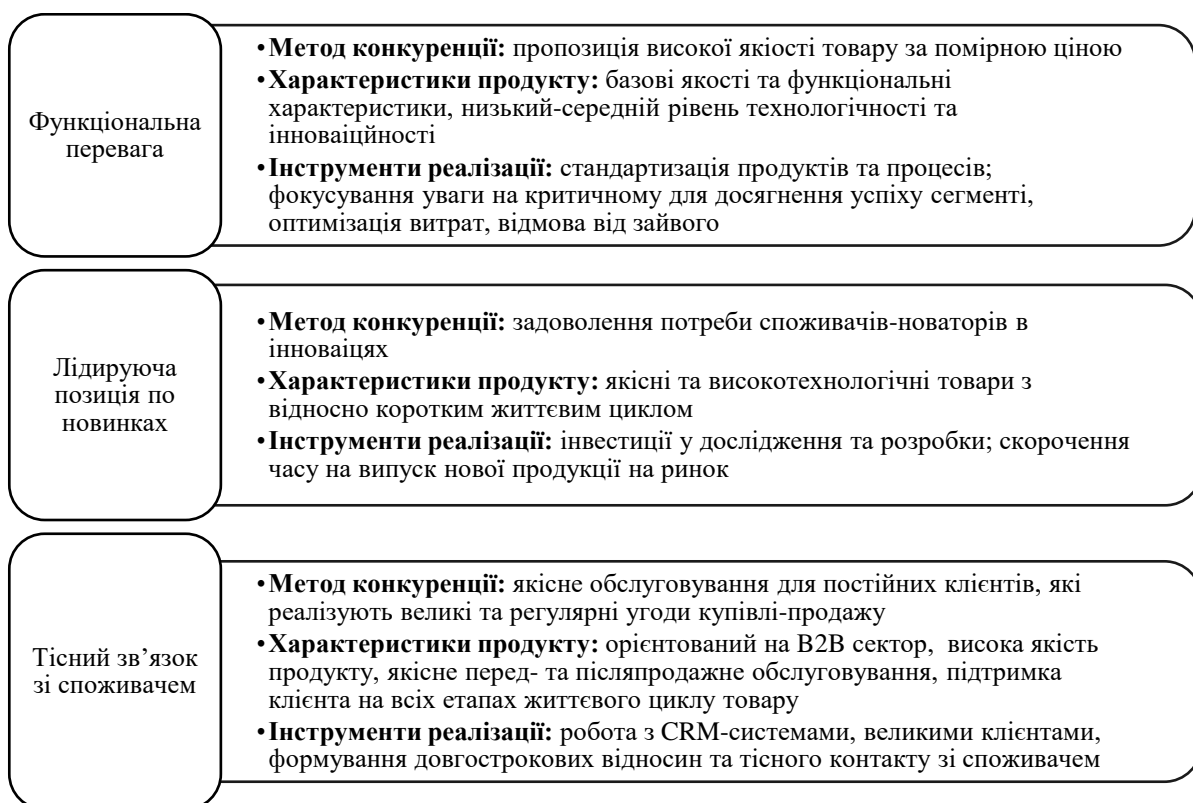 Функціональна
перевага
•Метод конкуренції: пропозиція високої якіості товару за помірною ціною
•Характеристики продукту: базові якості та функціональні
характеристики, низький-середній рівень технологічності та
інноваіційності
•Інструменти реалізації: стандартизація продуктів та процесів;
фокусування уваги на критичному для досягнення успіху сегменті,
оптимізація витрат, відмова від зайвого
Лідируюча
позиція по
новинках
•Метод конкуренції: задоволення потреби споживачів-новаторів в
інноваіцях
•Характеристики продукту: якісні та високотехнологічні товари з
відносно коротким життєвим циклом
•Інструменти реалізації: інвестиції у дослідження та розробки; скорочення
часу на випуск нової продукції на ринок
Тісний зв’язок
зі споживачем
•Метод конкуренції: якісне обслуговування для постійних клієнтів, які
реалізують великі та регулярні угоди купівлі-продажу
•Характеристики продукту: орієнтований на B2B сектор, висока якість
продукту, якісне перед- та післяпродажне обслуговування, підтримка
клієнта на всіх етапах життєвого циклу товару
•Інструменти реалізації: робота з CRM-системами, великими клієнтами,
формування довгострокових відносин та тісного контакту зі споживачем